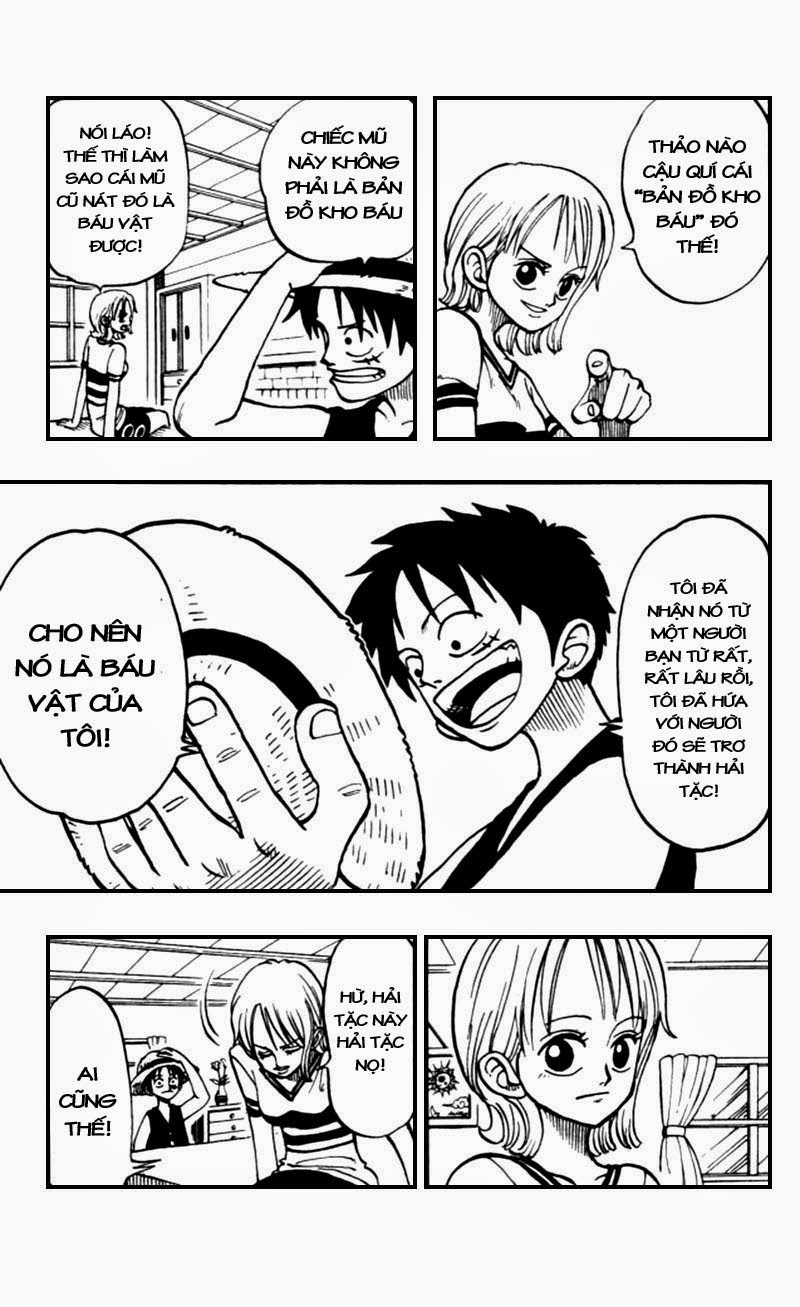 THẢO NÀO
CẬU QUÍ CÁI
“BẢN ĐỒ KHO
BÁU” ĐÓ
THẾ!
CHIẾC MŨ
NÀY KHÔNG
PHẢI LÀ BẢN
ĐỒ KHO BÁU
NÓI LÁO!
THẾ THÌ LÀM
SAO CÁI MŨ
CŨ NÁT ĐÓ LÀ
BÁU VẬT
ĐƯỢC!
TÔI ĐÃ
NHẬN NÓ TỪ
MỘT NGƯỜI
BẠN TỪ RẤT,
RẤT LÂU RỒI,
TÔI ĐÃ HỨA
VỚI NGƯỜI
ĐÓ SẼ TRƠ
THÀNH HẢI
TẶC!
CHO NÊN
NÓ LÀ BÁU
VẬT CỦA
TÔI!
HỪ, HẢI
TẶC NÀY
HẢI TẶC
NỌ!
AI
CŨNG
THẾ!